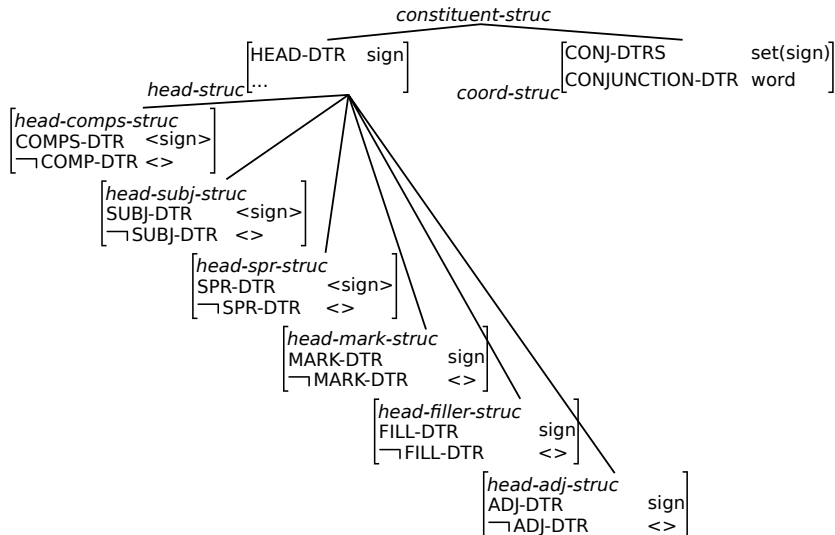 constituent-struc
HEAD-DTR sign
...
head-struc
CONJ-DTRS set(sign)
CONJUNCTION-DTR word
coord-struc
head-comps-struc
COMPS-DTR <sign>
¬COMP-DTR <>
head-subj-struc
SUBJ-DTR <sign>
¬SUBJ-DTR <>
head-spr-struc
SPR-DTR <sign>
¬SPR-DTR <>
head-mark-struc
MARK-DTR sign
¬MARK-DTR <>
head-filler-struc
FILL-DTR sign
¬FILL-DTR <>
head-adj-struc
ADJ-DTR sign
¬ADJ-DTR <>